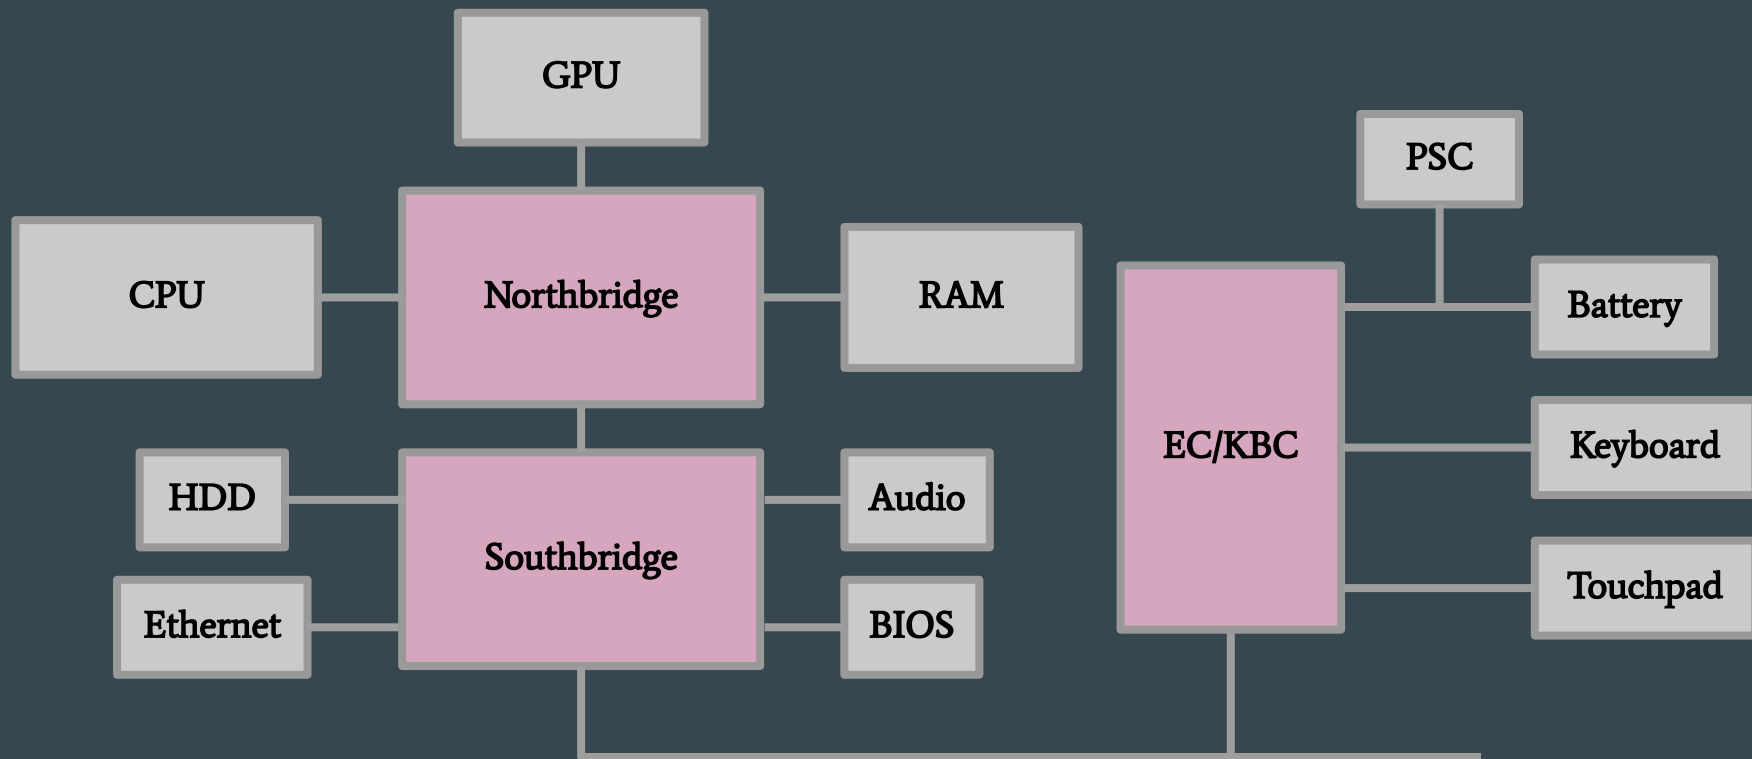 GPU
PSC
CPU
Northbridge
RAM
Battery
EC/KBC
Keyboard
HDD
Audio
Southbridge
Touchpad
Ethernet
BIOS